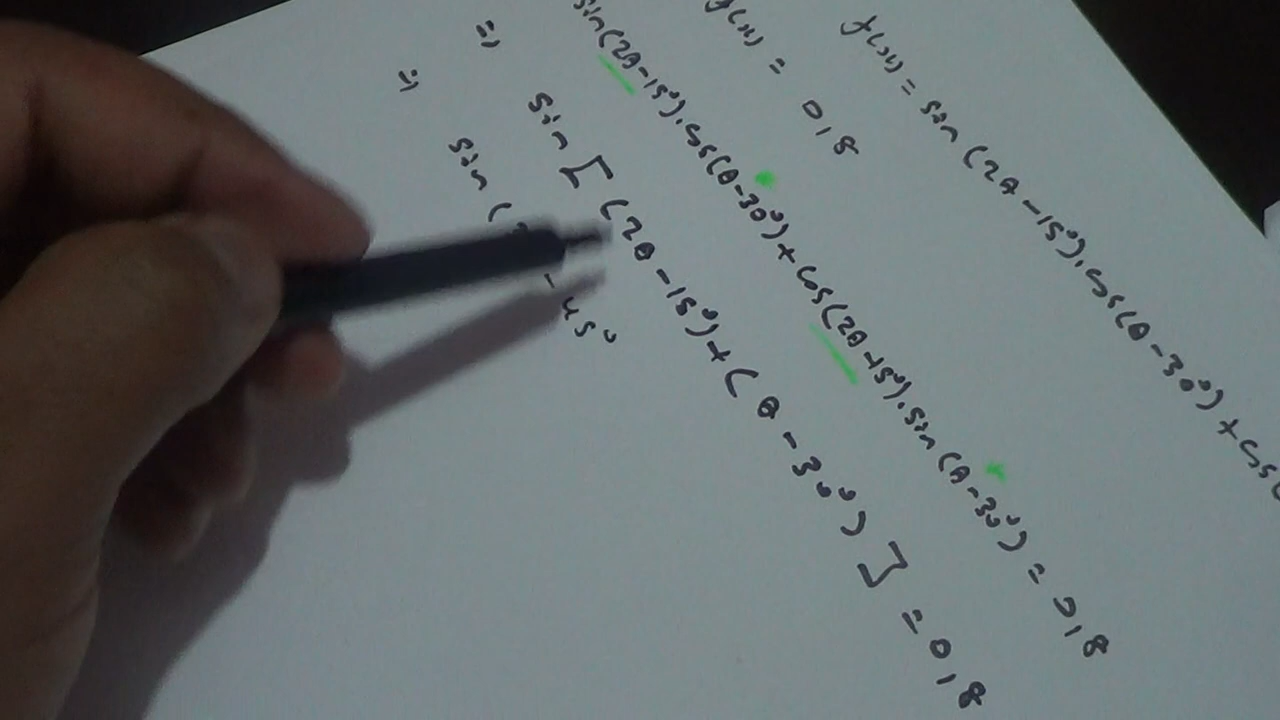 f(x) = sin (2θ - 15°).cos(θ - 30°) + cos
f(x) = 0,8
sin(2θ-15°).cos(θ-30°)+cos(2θ+15°).sin(θ-30°) = 0,8
=) sin [ (2θ - 15°) + ( θ - 30°) ] = 0,8
=) sin ( - 45°